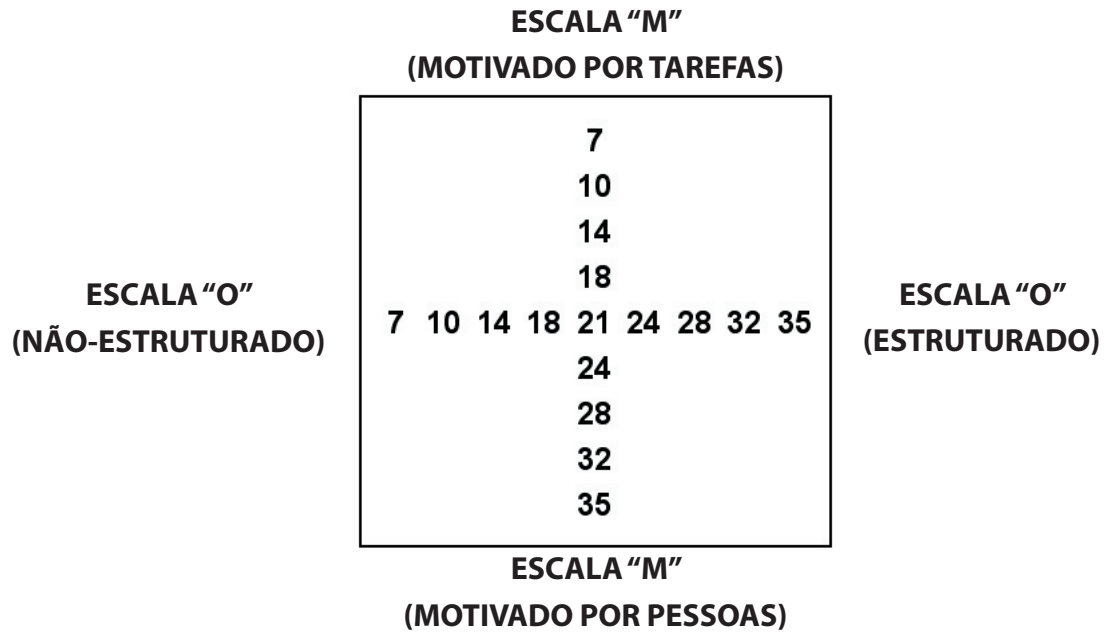 ESCALA “M”
(MOTIVADO POR TAREFAS)
7
10
14
18
ESCALA “O”
(NÃO-ESTRUTURADO)
7 10 14 18 21 24 28 32 35
ESCALA “O”
(ESTRUTURADO)
24
28
32
35
ESCALA “M”
(MOTIVADO POR PESSOAS)